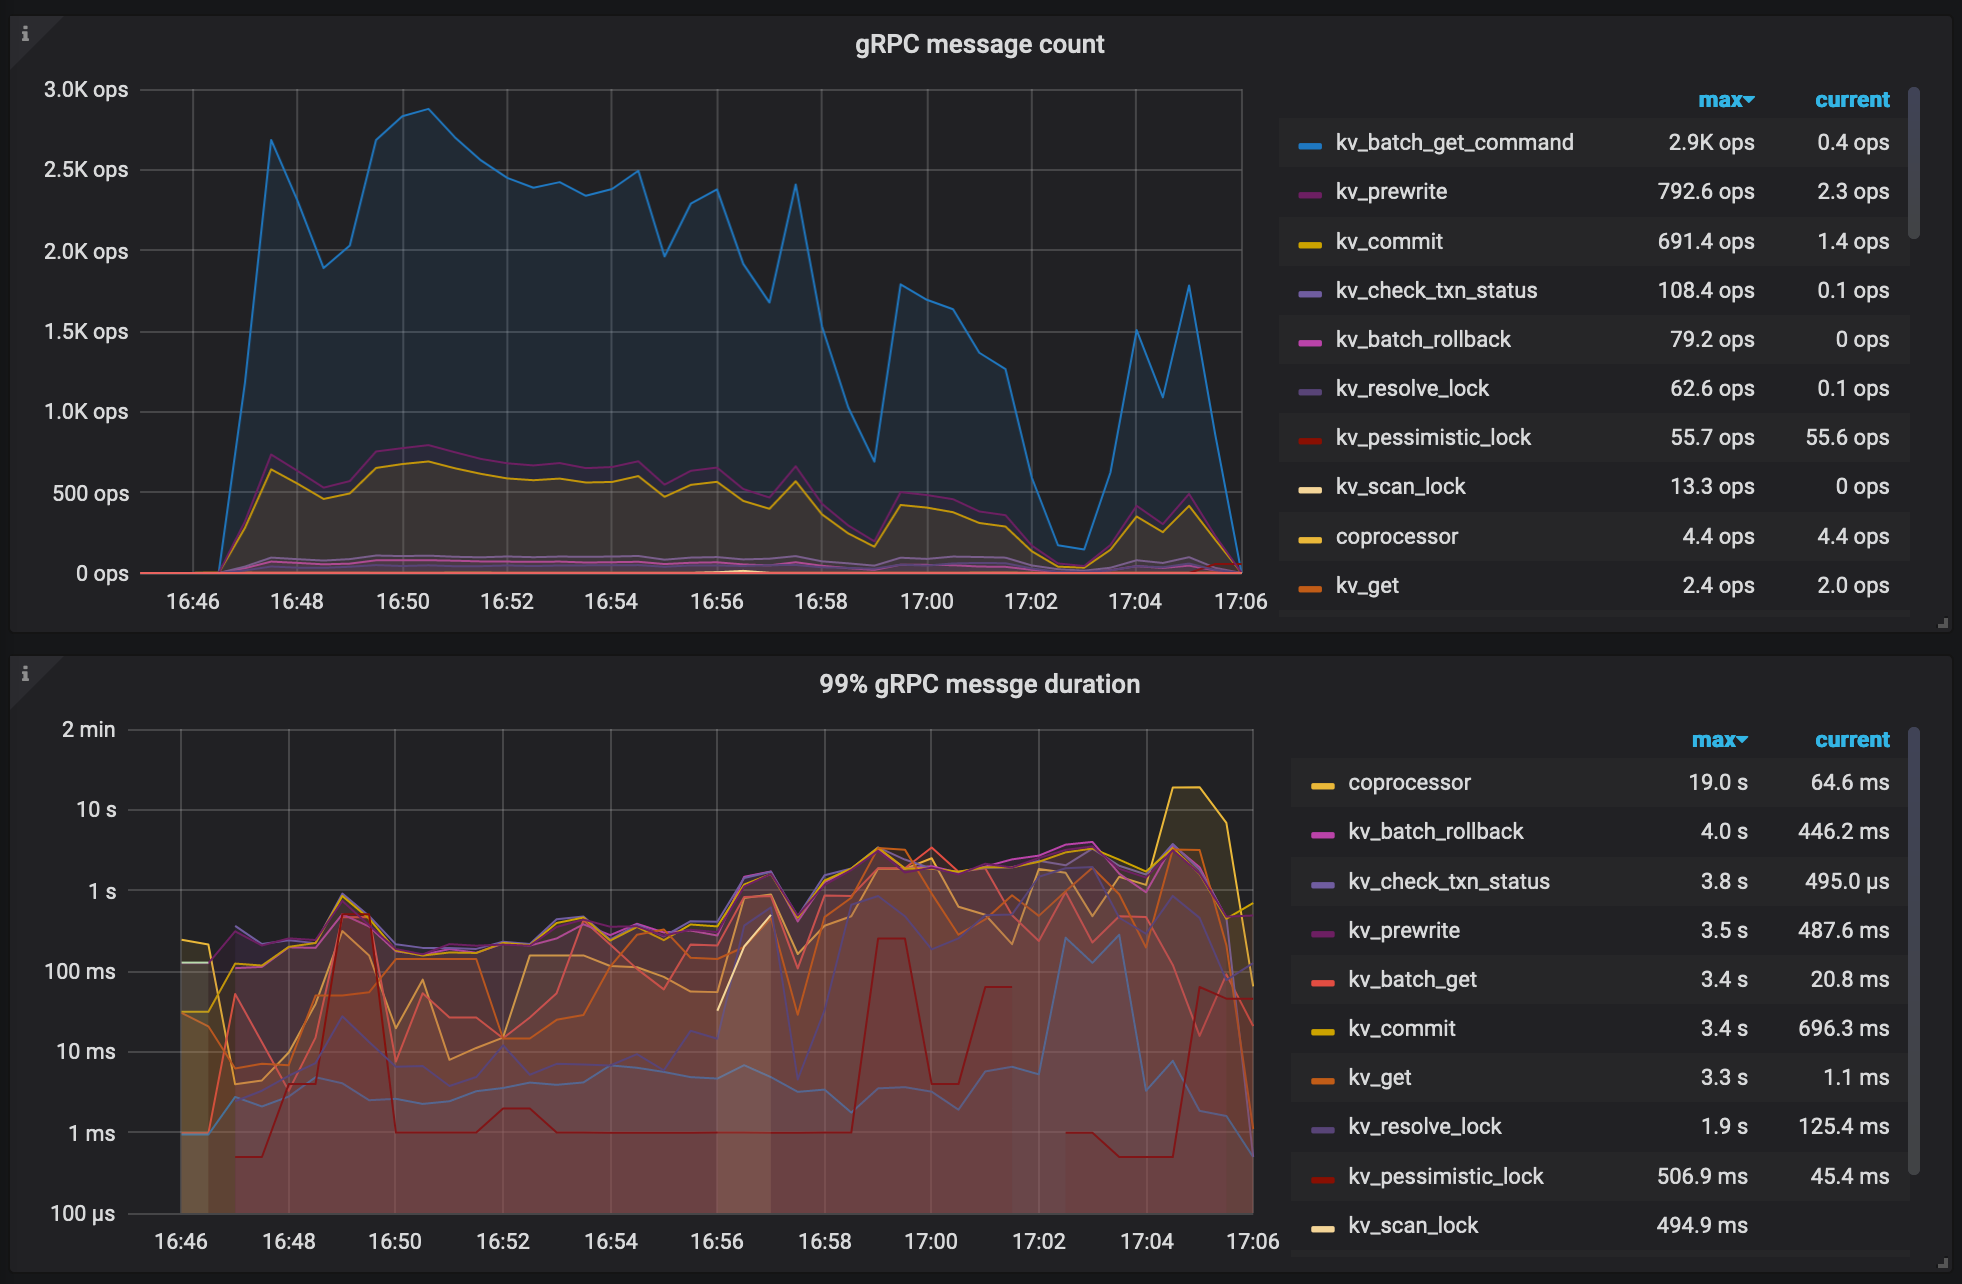 gRPC message count
3.0K ops
2.5K ops
2.0K ops
1.5K ops
1.0K ops
500 ops
0 ops
16:46 16:48 16:50 16:52 16:54 16:56 16:58 17:00 17:02 17:04 17:06
max current
kv_batch_get_command 2.9K ops 0.4 ops
kv_prewrite 792.6 ops 2.3 ops
kv_commit 691.4 ops 1.4 ops
kv_check_txn_status 108.4 ops 0.1 ops
kv_batch_rollback 79.2 ops 0 ops
kv_resolve_lock 62.6 ops 0.1 ops
kv_pessimistic_lock 55.7 ops 55.6 ops
kv_scan_lock 13.3 ops 0 ops
coprocessor 4.4 ops 4.4 ops
kv_get 2.4 ops 2.0 ops
99% gRPC messge duration
2 min
10 s
1 s
100 ms
10 ms
1 ms
100 µs
16:46 16:48 16:50 16:52 16:54 16:56 16:58 17:00 17:02 17:04 17:06
max current
coprocessor 19.0 s 64.6 ms
kv_batch_rollback 4.0 s 446.2 ms
kv_check_txn_status 3.8 s 495.0 µs
kv_prewrite 3.5 s 487.6 ms
kv_batch_get 3.4 s 20.8 ms
kv_commit 3.4 s 696.3 ms
kv_get 3.3 s 1.1 ms
kv_resolve_lock 1.9 s 125.4 ms
kv_pessimistic_lock 506.9 ms 45.4 ms
kv_scan_lock 494.9 ms